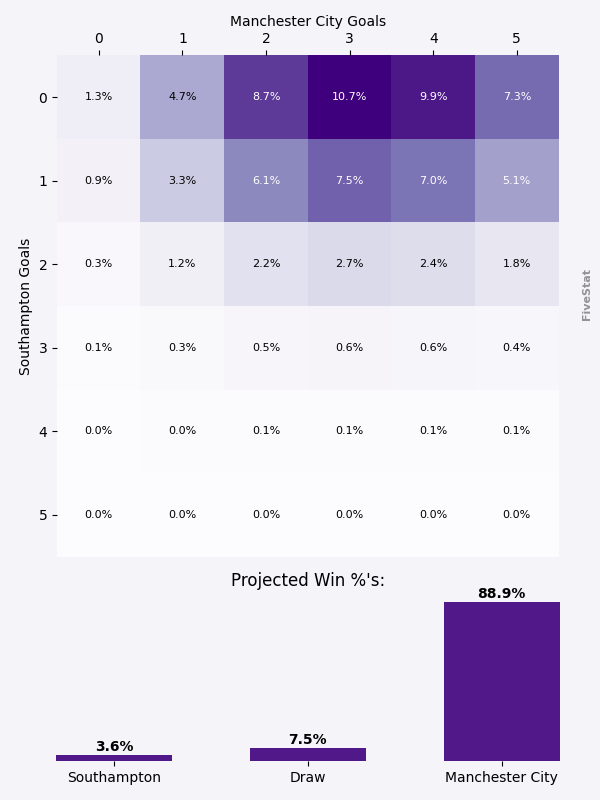 Manchester City Goals
0 1 2 3 4 5
0 1.3% 4.7% 8.7% 10.7% 9.9% 7.3%
1 0.9% 3.3% 6.1% 7.5% 7.0% 5.1%
2 0.3% 1.2% 2.2% 2.7% 2.4% 1.8%
3 0.1% 0.3% 0.5% 0.6% 0.6% 0.4%
4 0.0% 0.0% 0.1% 0.1% 0.1% 0.1%
5 0.0% 0.0% 0.0% 0.0% 0.0% 0.0%
Southampton Goals
FiveStat
Projected Win %'s:
3.6% 7.5% 88.9%
Southampton Draw Manchester City